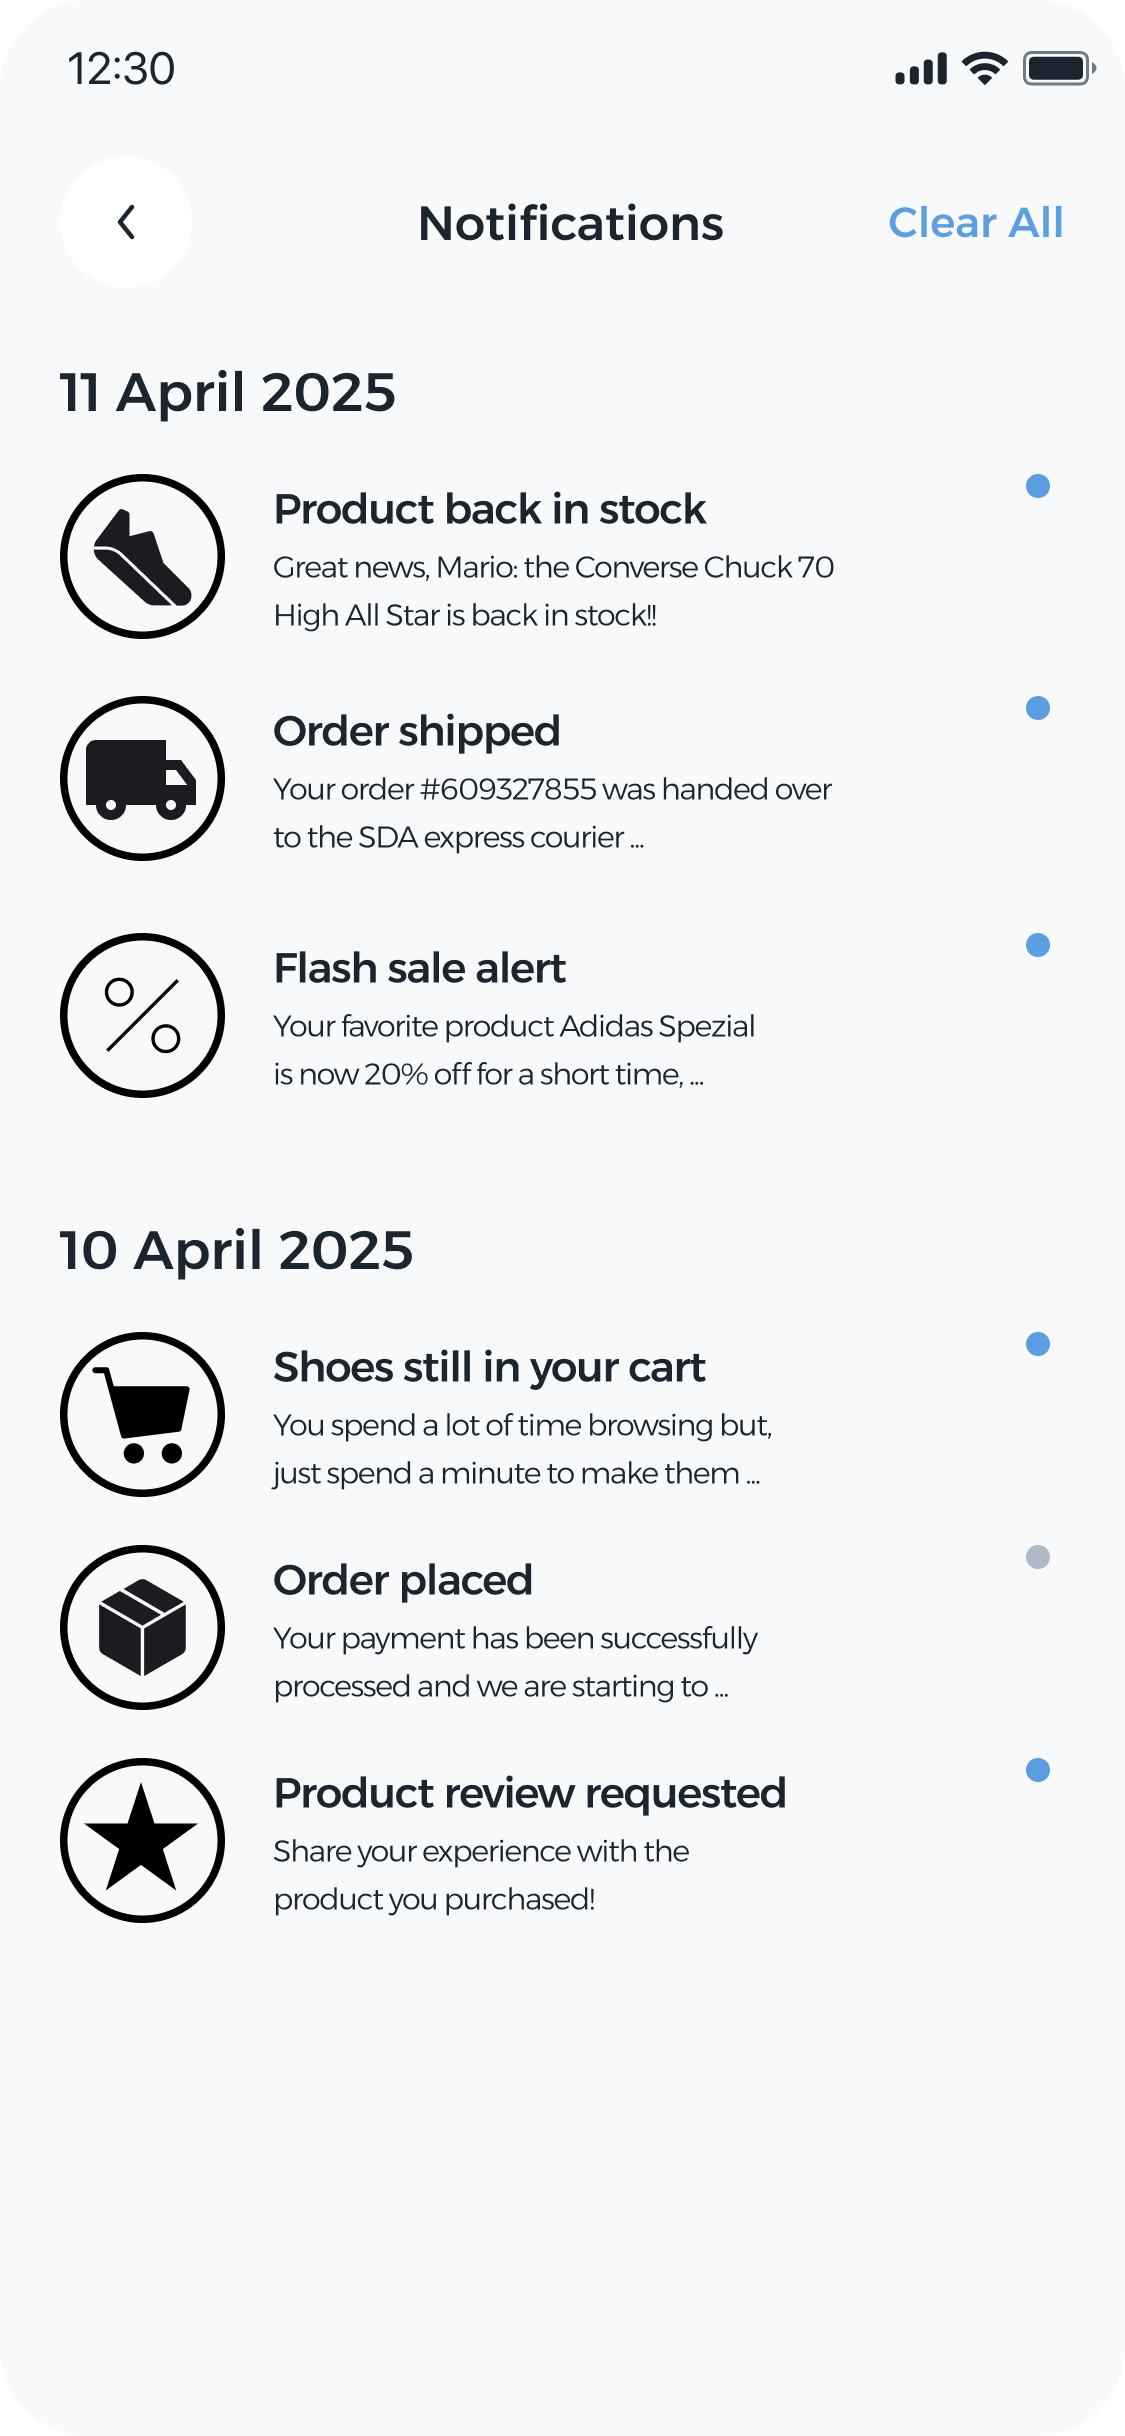 12:30
Notifications
Clear All
11 April 2025
Product back in stock
Great news, Mario: the Converse Chuck 70
High All Star is back in stock!!
Order shipped
Your order #609327855 was handed over
to the SDA express courier ...
Flash sale alert
Your favorite product Adidas Spezial
is now 20% off for a short time, ...
10 April 2025
Shoes still in your cart
You spend a lot of time browsing but,
just spend a minute to make them ...
Order placed
Your payment has been successfully
processed and we are starting to ...
Product review requested
Share your experience with the
product you purchased!